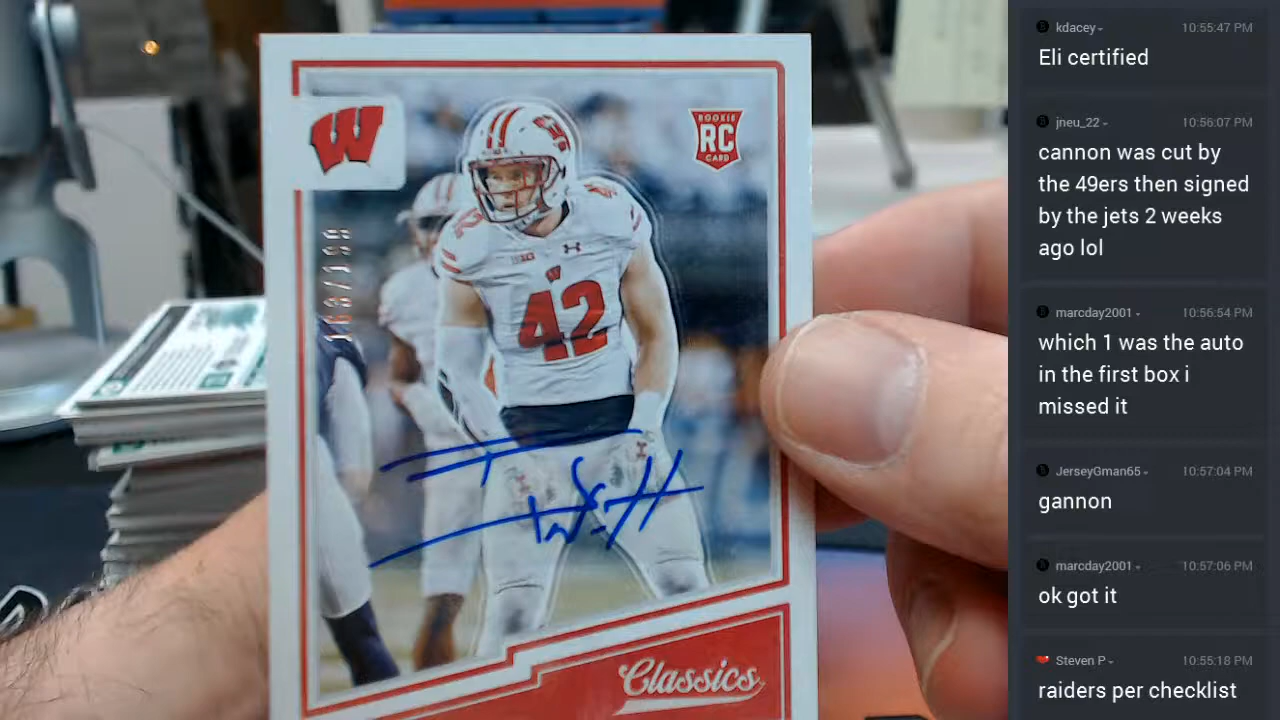 W
ROOKIE
RC
CARD
42
Classics
kdacey
10:55:47 PM
Eli certified
jneu_22
10:56:07 PM
cannon was cut by
the 49ers then signed
by the jets 2 weeks
ago lol
marcday2001
10:56:54 PM
which 1 was the auto
in the first box i
missed it
JerseyGman65
10:57:04 PM
gannon
marcday2001
10:57:06 PM
ok got it
Steven P
10:55:18 PM
raiders per checklist